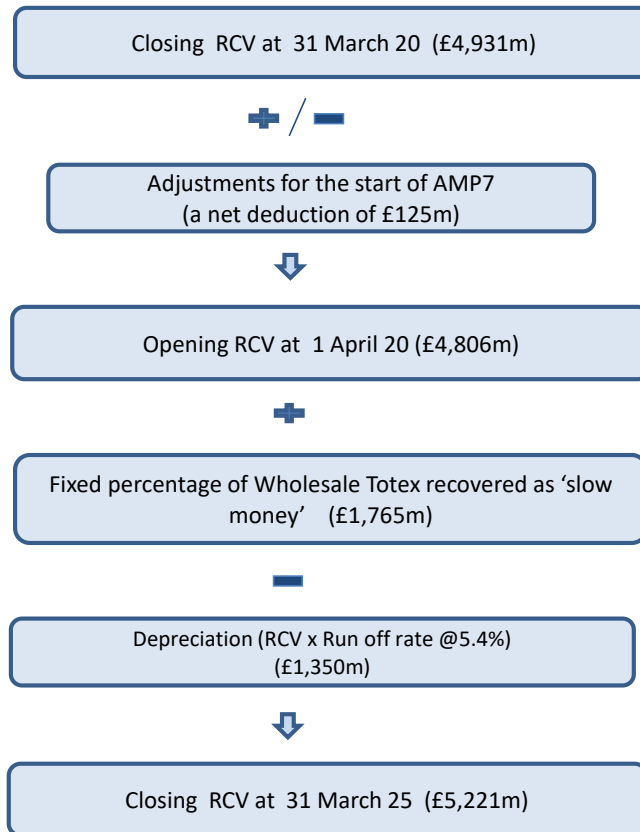 Closing RCV at 31 March 20 (£4,931m)
Adjustments for the start of AMP7
(a net deduction of £125m)
Opening RCV at 1 April 20 (£4,806m)
Fixed percentage of Wholesale Totex recovered as ‘slow
money’ (£1,765m)
Depreciation (RCV x Run off rate @5.4%)
(£1,350m)
Closing RCV at 31 March 25 (£5,221m)